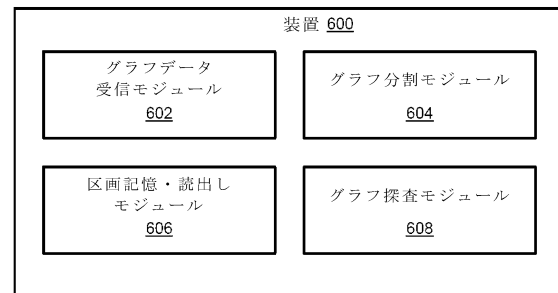 装置 600
グラフデータ
受信モジュール
602
グラフ分割モジュール
604
区画記憶・読出し
モジュール
606
グラフ探査モジュール
608